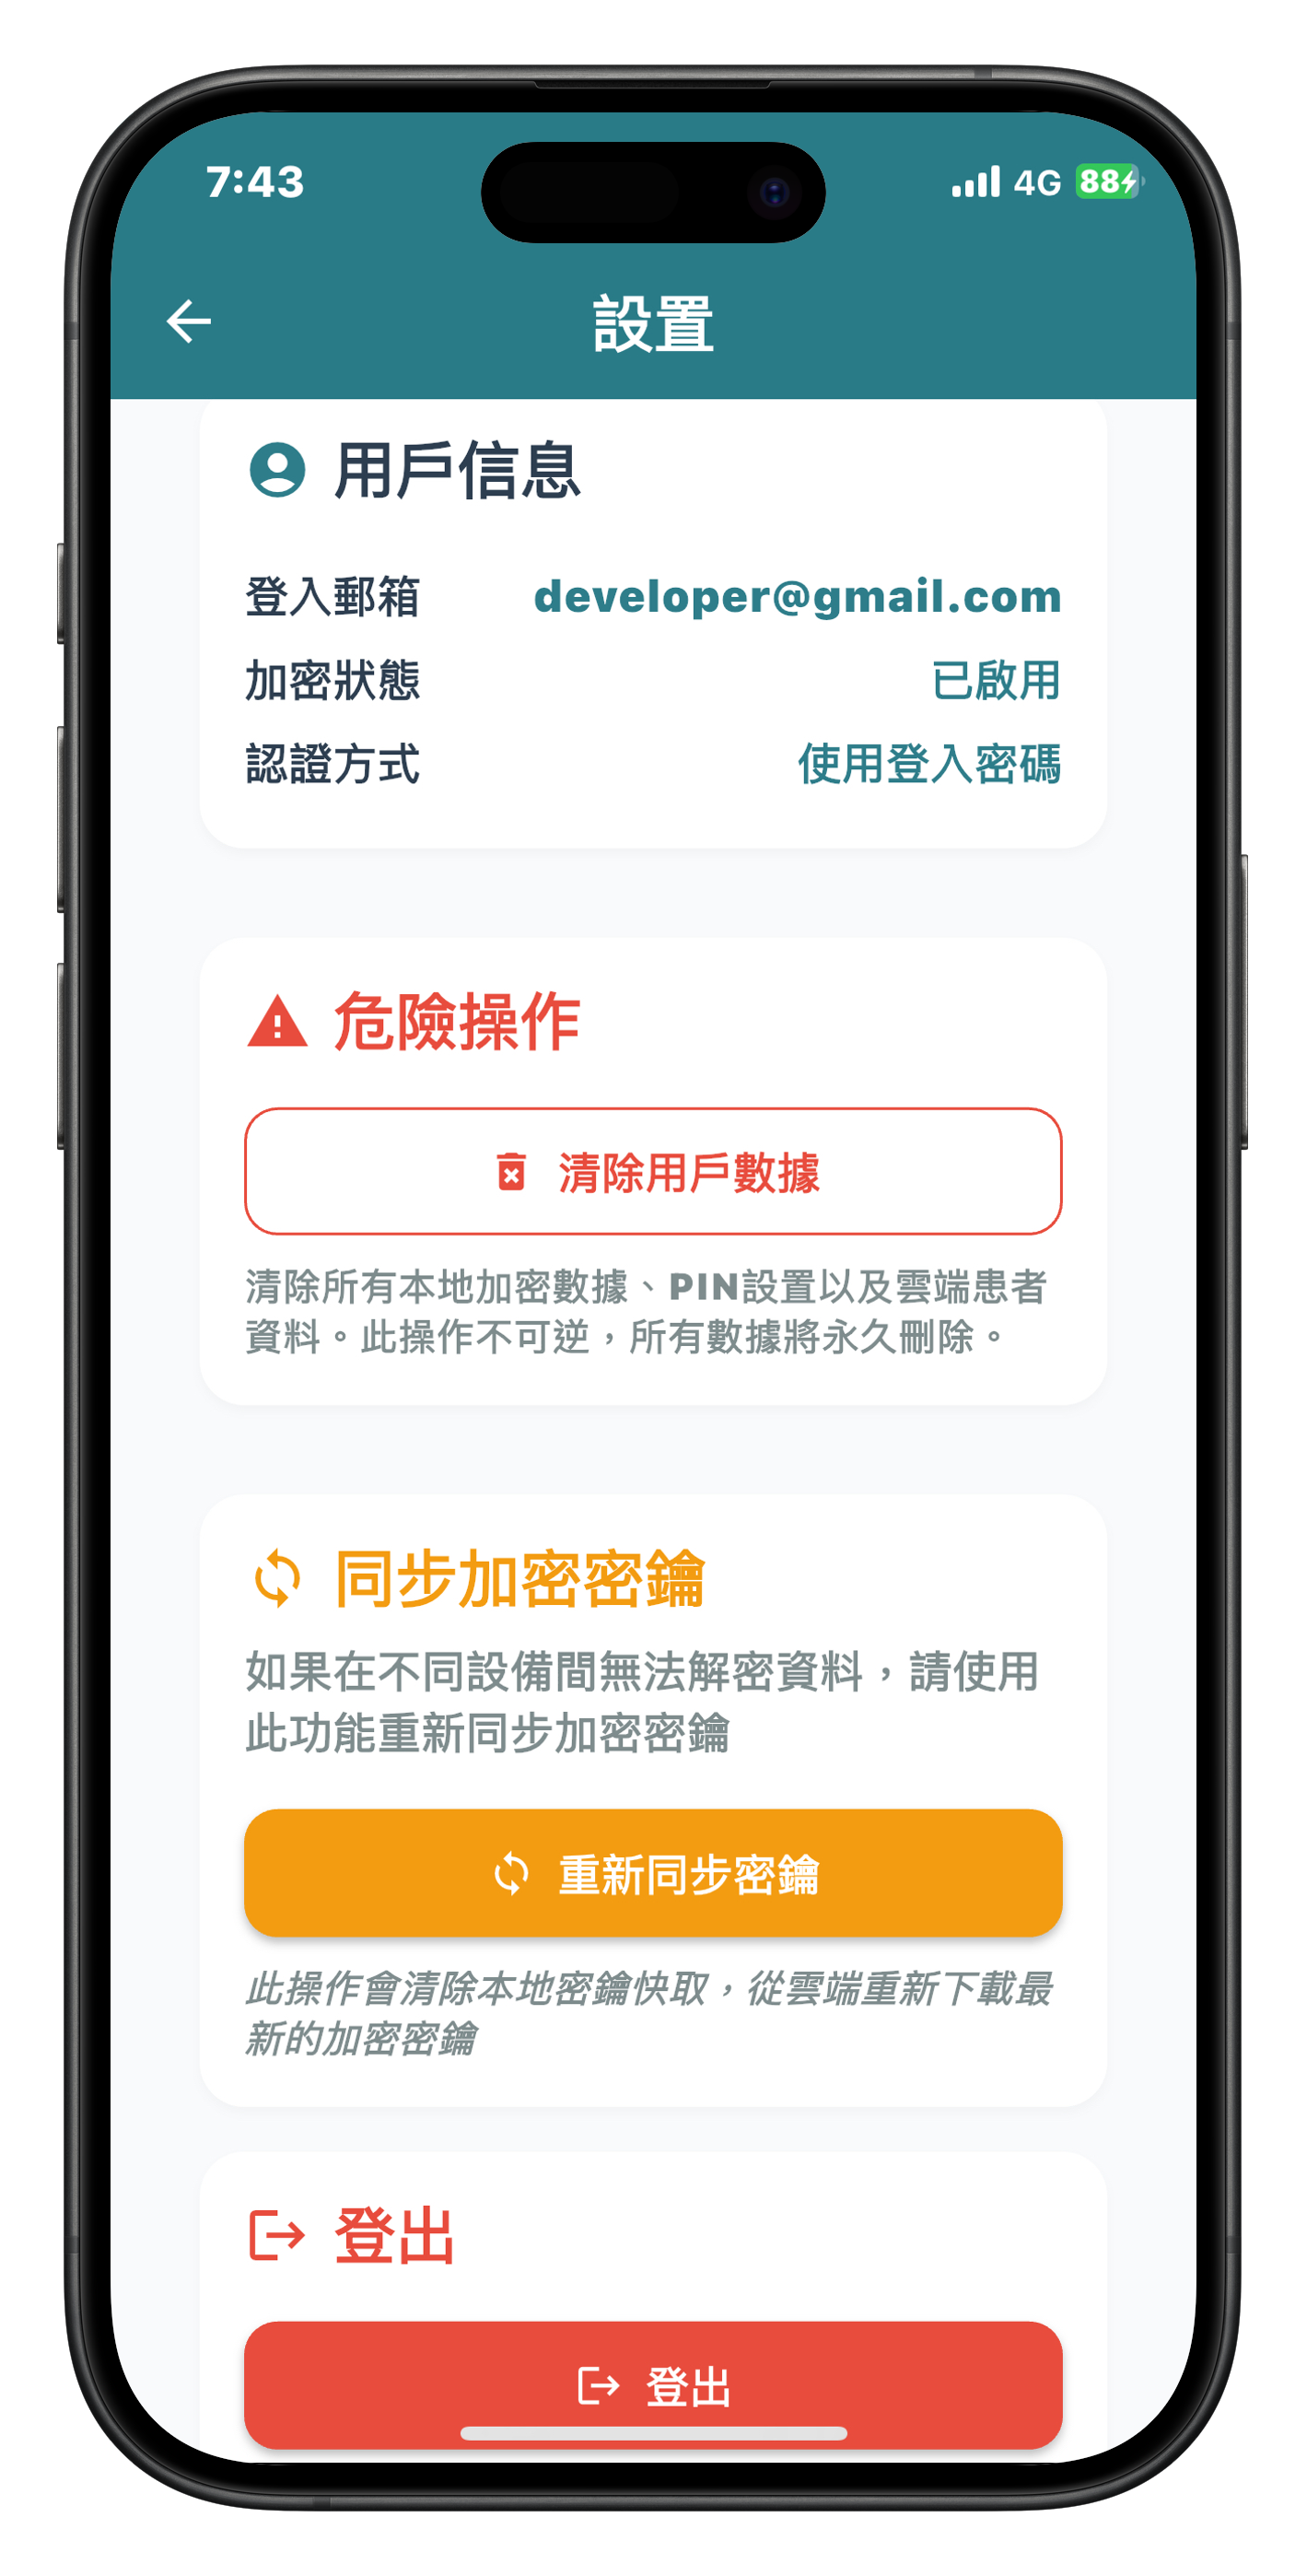 7:43
4G 88
設置
用戶信息
登入郵箱 developer@gmail.com
加密狀態 已啟用
認證方式 使用登入密碼
危險操作
清除用戶數據
清除所有本地加密數據、PIN設置以及雲端患者
資料。此操作不可逆，所有數據將永久刪除。
同步加密密鑰
如果在不同設備間無法解密資料，請使用
此功能重新同步加密密鑰
重新同步密鑰
此操作會清除本地密鑰快取，從雲端重新下載最
新的加密密鑰
登出
登出